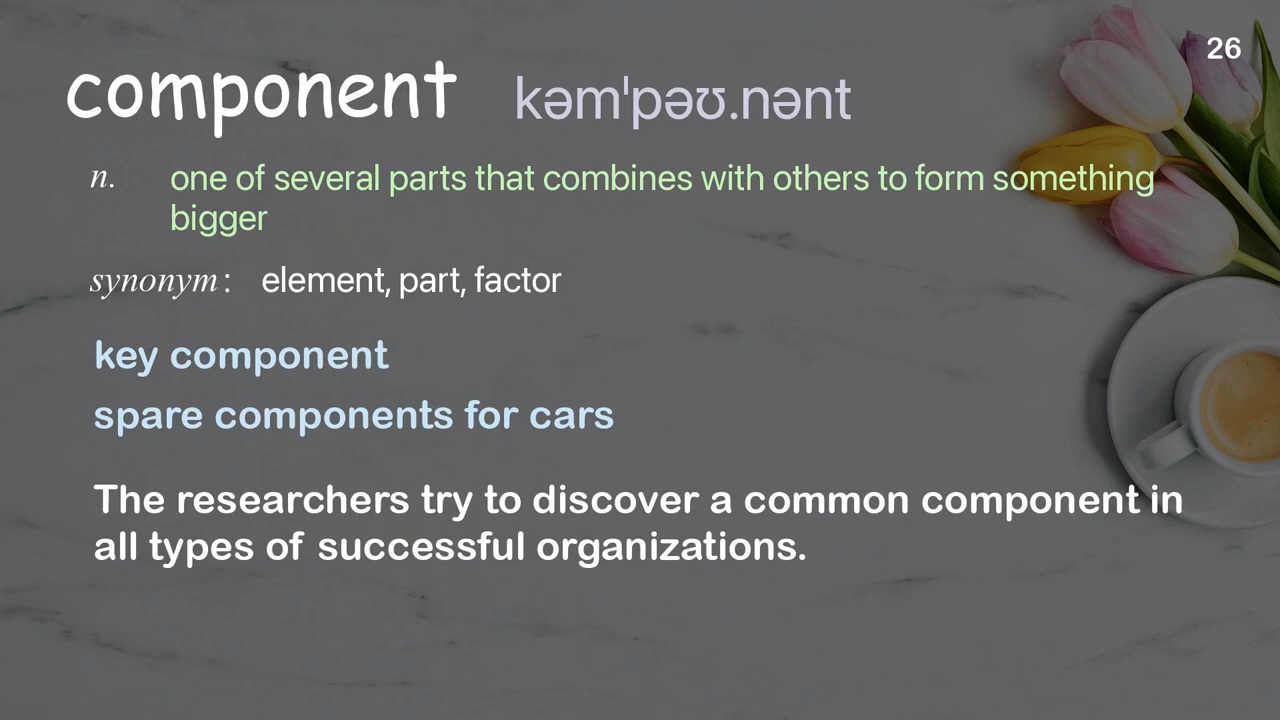 26
component kəmˈpəʊ.nənt
n. one of several parts that combines with others to form something
bigger
synonym: element, part, factor
key component
spare components for cars
The researchers try to discover a common component in
all types of successful organizations.